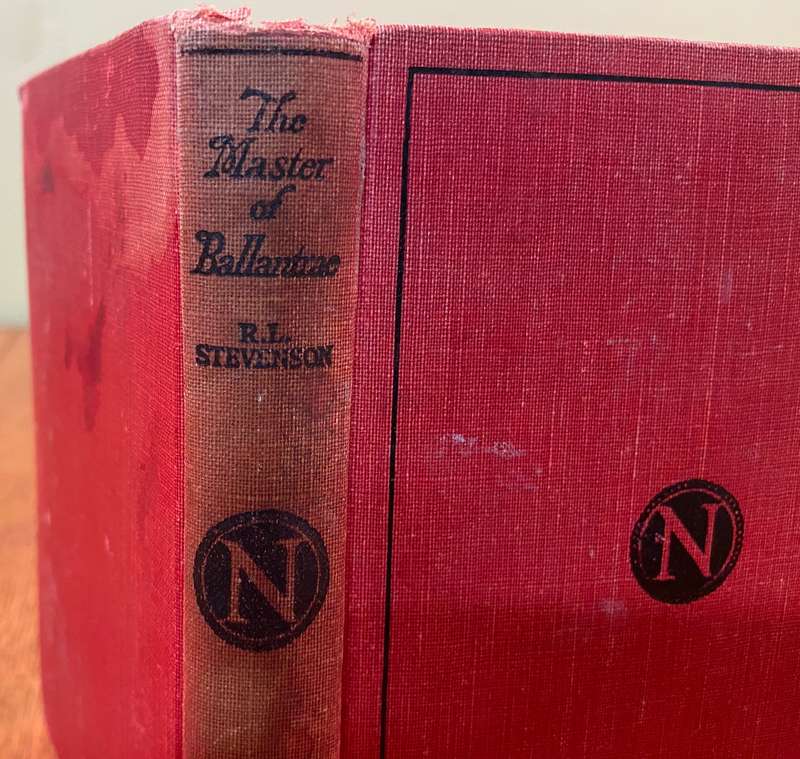 The
Master
of
Ballantrae
R.L.
STEVENSON
N
N